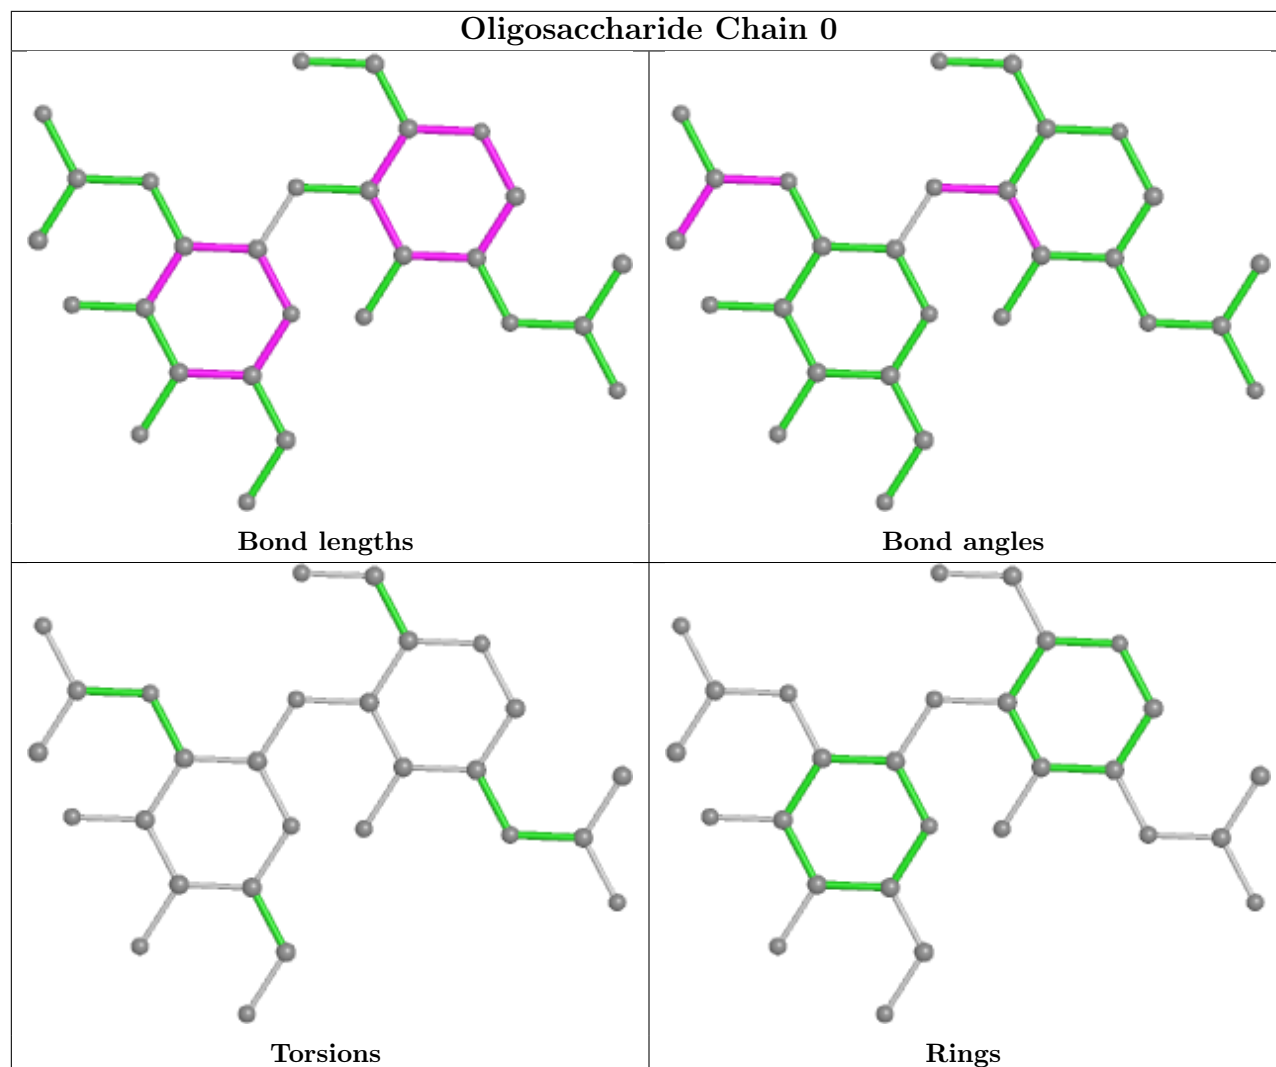 Oligosaccharide Chain 0
Bond lengths
Bond angles
Torsions
Rings